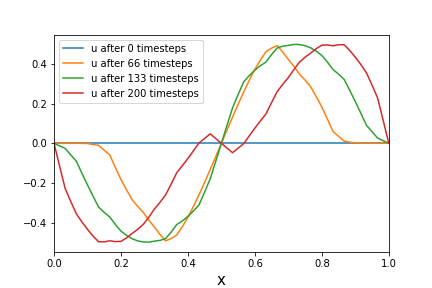 u after 0 timesteps
u after 66 timesteps
u after 133 timesteps
u after 200 timesteps
0.4
0.2
0.0
−0.2
−0.4
0.0 0.2 0.4 0.6 0.8 1.0
x